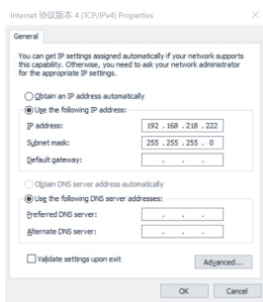 Internet 协议版本 4 (TCP/IPv4) Properties
General
You can get IP settings assigned automatically if your network supports
this capability. Otherwise, you need to ask your network administrator
for the appropriate IP settings.
Obtain an IP address automatically
Use the following IP address:
IP address: 192 . 168 . 218 . 222
Subnet mask: 255 . 255 . 255 . 0
Default gateway: . . .
Obtain DNS server address automatically
Use the following DNS server addresses:
Preferred DNS server: . . .
Alternate DNS server: . . .
Validate settings upon exit
Advanced...
OK Cancel